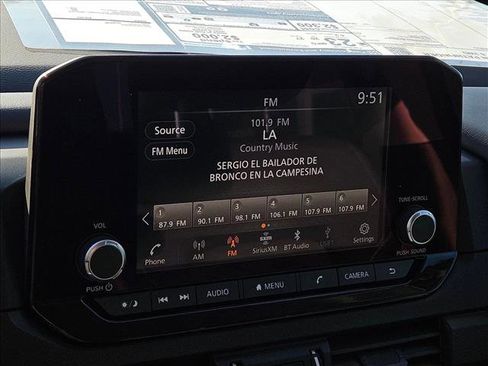 $2,000
FM
9:51
101.9 FM
Source
LA
Country Music
FM Menu
SERGIO EL BAILADOR DE
BRONCO EN LA CAMPESINA
1 2 3 4 5 6
87.9 FM 90.1 FM 98.1 FM 106.1 FM 107.9 FM 107.9 FM
VOL
TUNE·SCROLL
Phone
AM
FM
SiriusXM
BT Audio
Settings
PUSH
PUSH SOUND
AUDIO
MENU
CAMERA